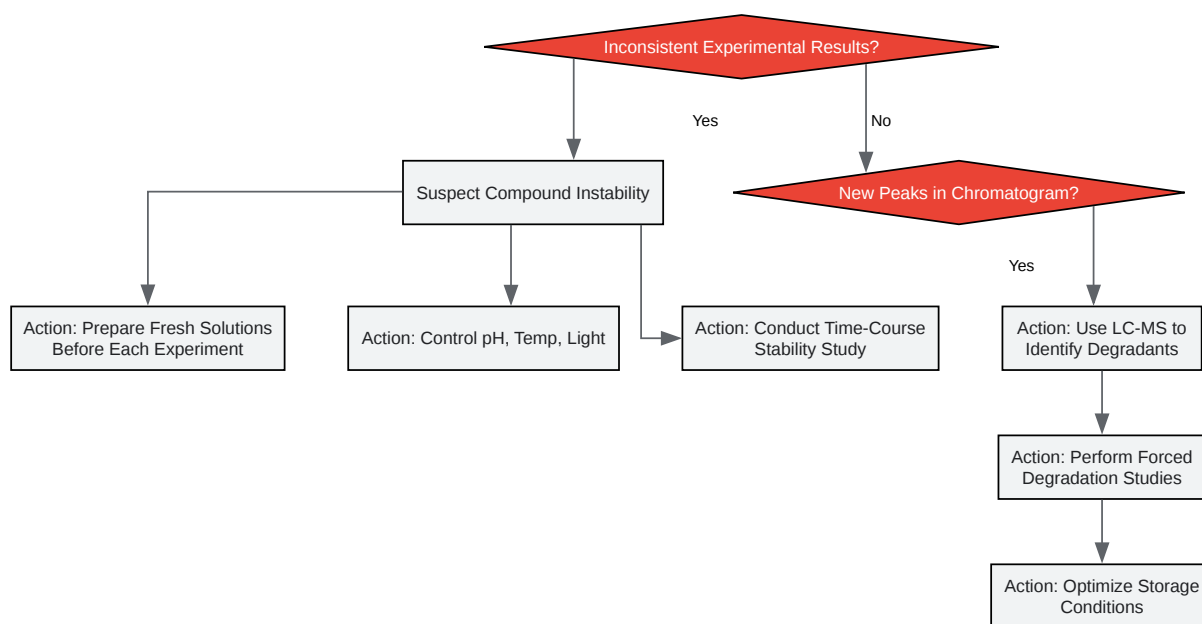 Inconsistent Experimental Results?
Yes
No
Suspect Compound Instability
New Peaks in Chromatogram?
Yes
Action: Prepare Fresh Solutions
Before Each Experiment
Action: Control pH, Temp, Light
Action: Conduct Time-Course
Stability Study
Action: Use LC-MS to
Identify Degradants
Action: Perform Forced
Degradation Studies
Action: Optimize Storage
Conditions